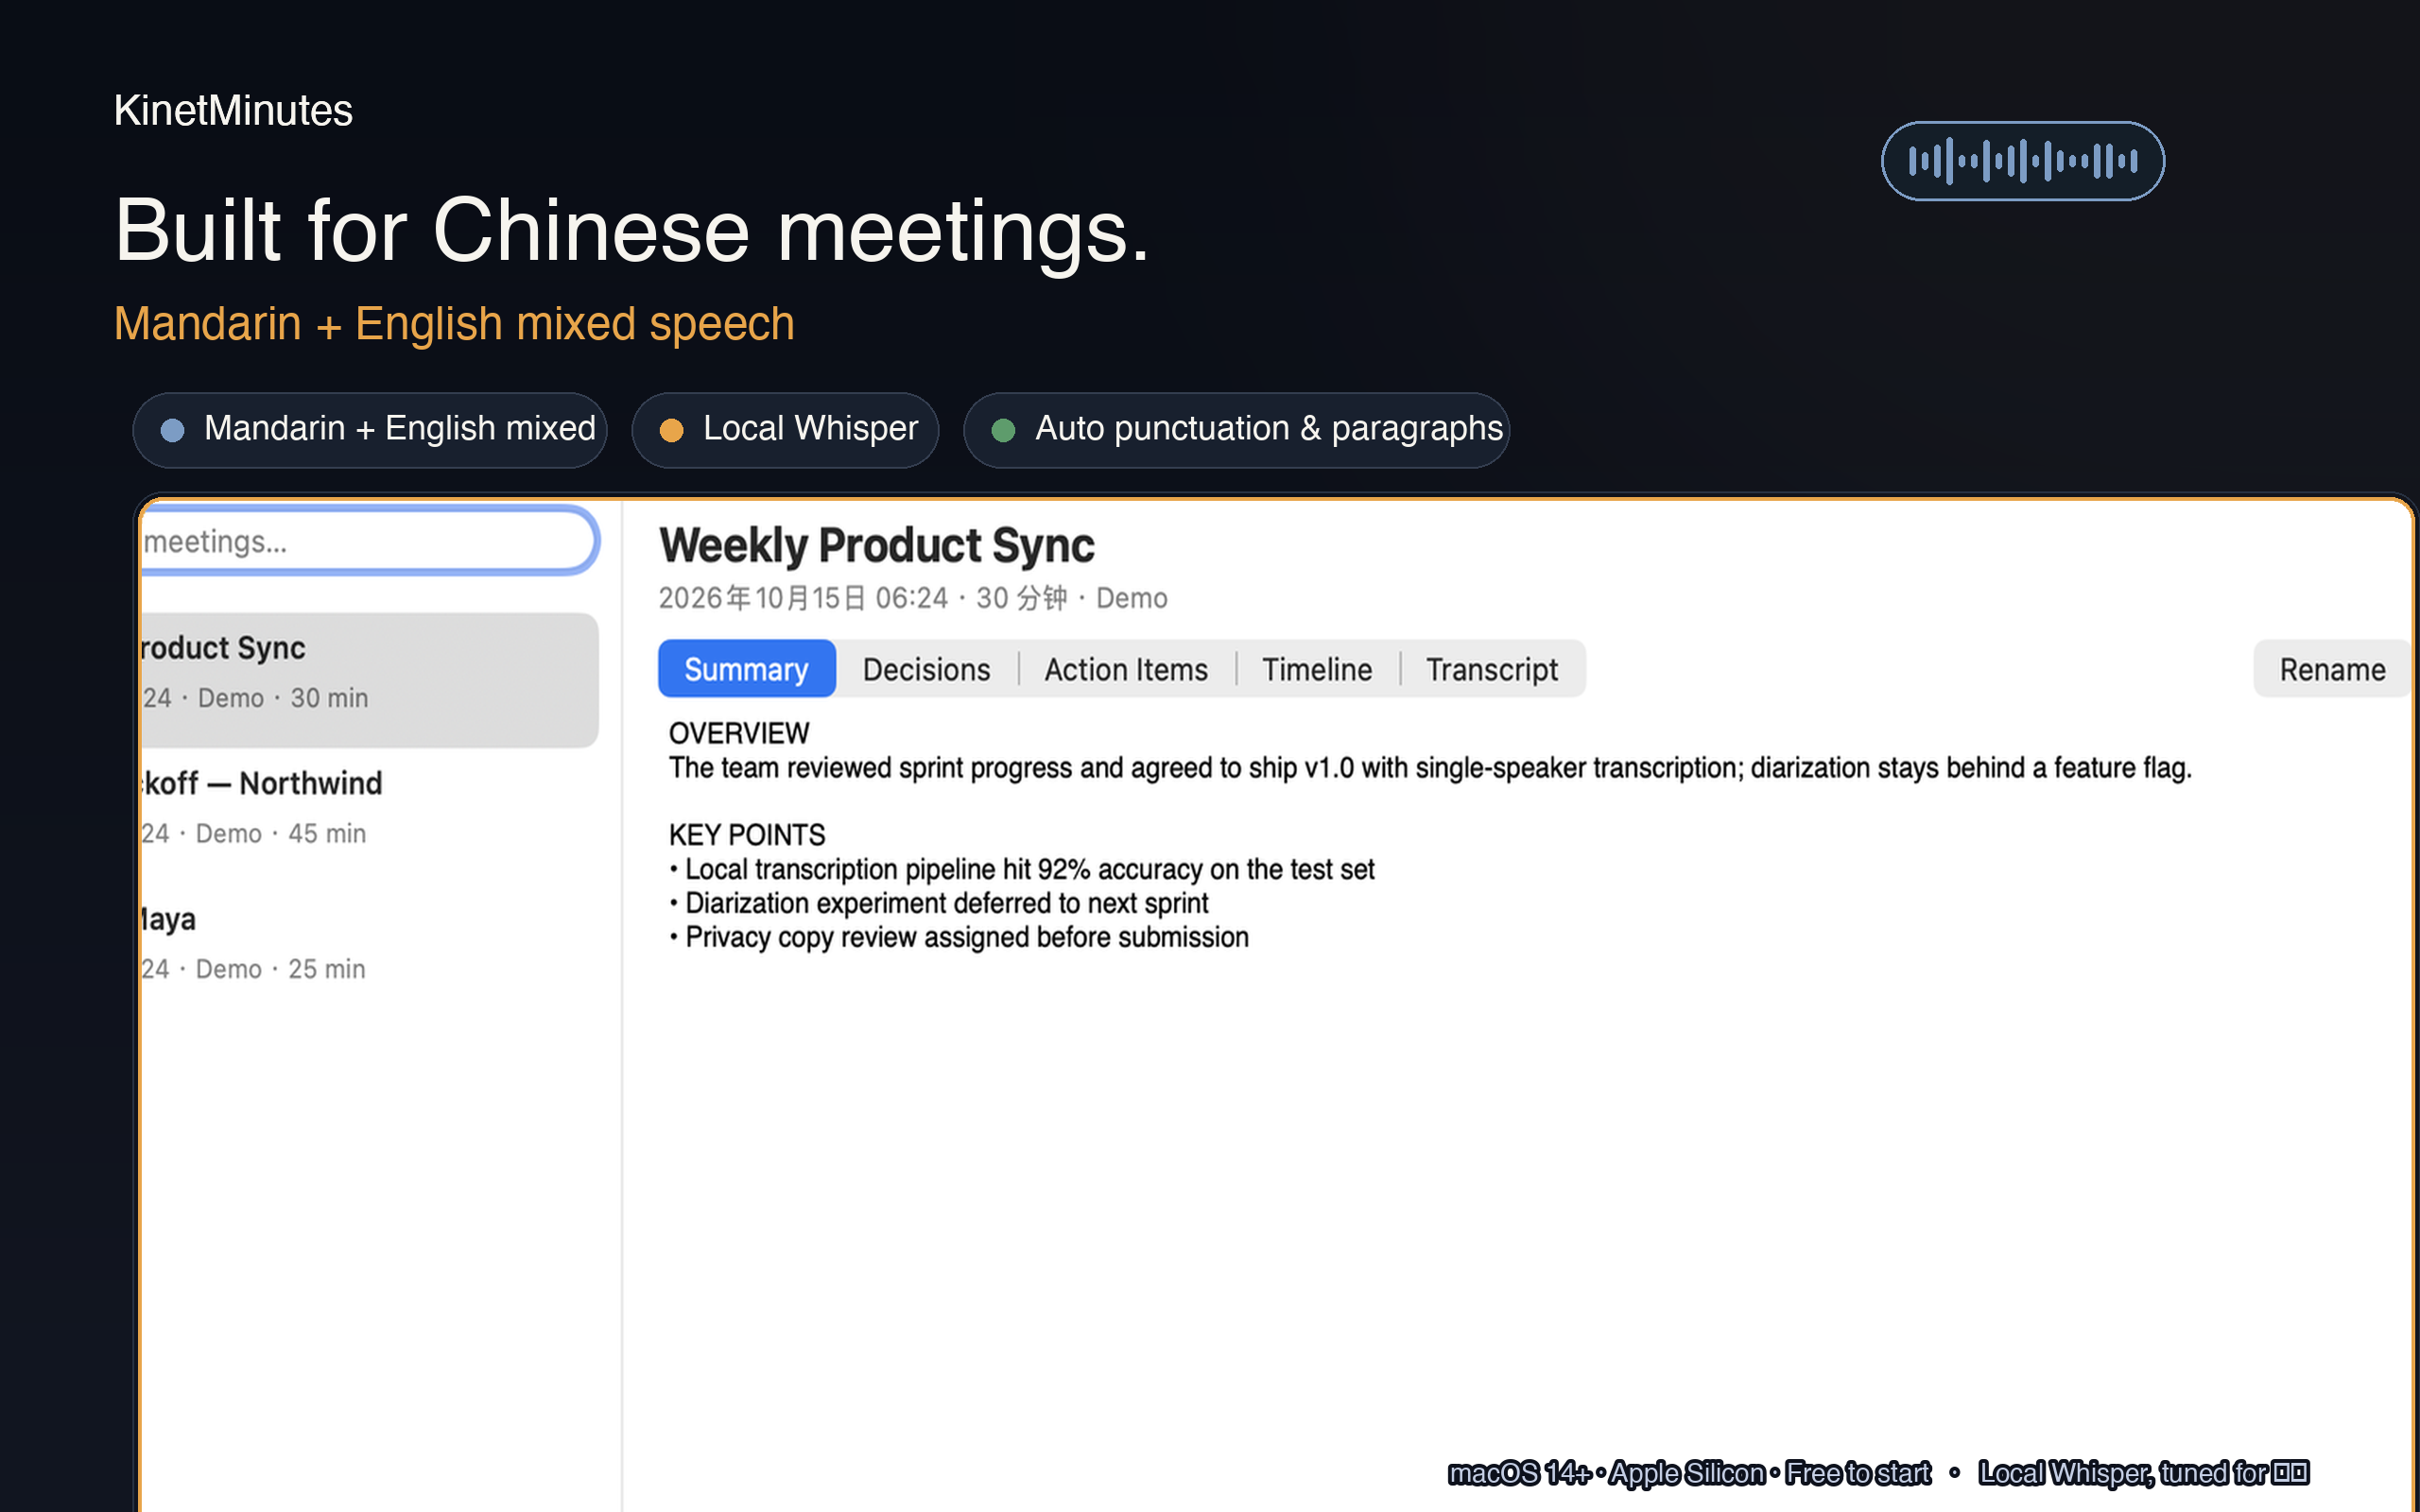 KinetMinutes
Built for Chinese meetings.
Mandarin + English mixed speech
Mandarin + English mixed
Local Whisper
Auto punctuation & paragraphs
meetings...
roduct Sync
24 · Demo · 30 min
koff — Northwind
24 · Demo · 45 min
Maya
24 · Demo · 25 min
Weekly Product Sync
2026年10月15日 06:24 · 30 分钟 · Demo
Summary
Decisions
Action Items
Timeline
Transcript
Rename
OVERVIEW
The team reviewed sprint progress and agreed to ship v1.0 with single-speaker transcription; diarization stays behind a feature flag.
KEY POINTS
• Local transcription pipeline hit 92% accuracy on the test set
• Diarization experiment deferred to next sprint
• Privacy copy review assigned before submission
macOS 14+ • Apple Silicon • Free to start • Local Whisper, tuned for